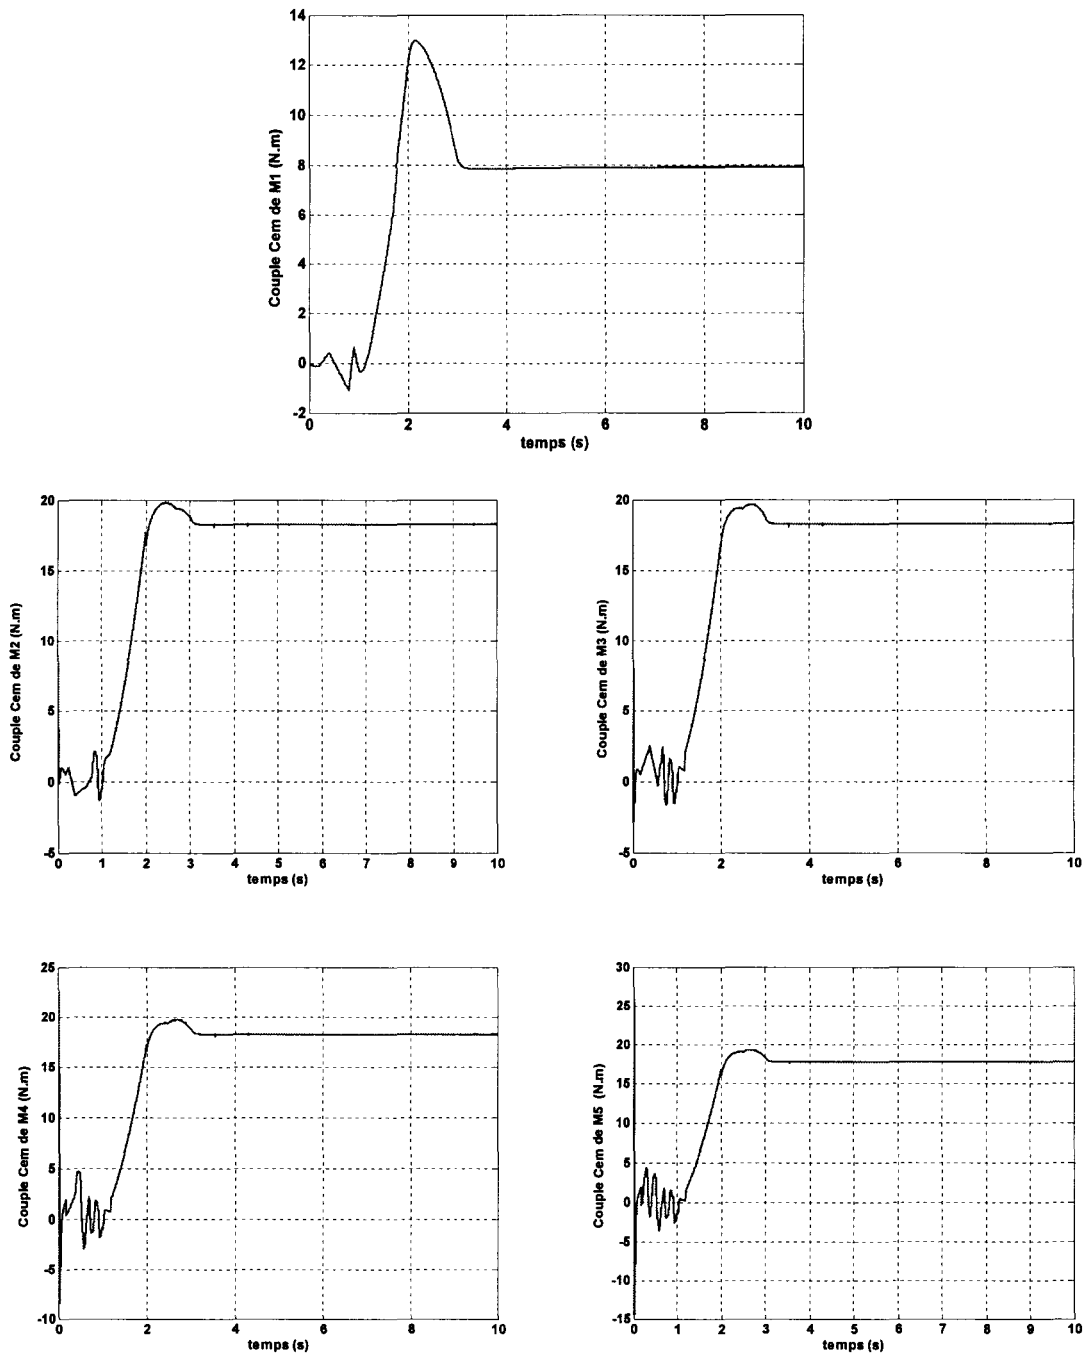 Couple Cem de M1 (N.m)
14
12
10
8
6
4
2
0
-2
0 2 4 6 8 10
temps (s)
Couple Cem de M2 (N.m)
20
15
10
5
0
-5
0 1 2 3 4 5 6 7 8 9 10
temps (s)
Couple Cem de M3 (N.m)
20
15
10
5
0
-5
0 2 4 6 8 10
temps (s)
Couple Cem de M4 (N.m)
25
20
15
10
5
0
-5
-10
0 2 4 6 8 10
temps (s)
Couple Cem de M5 (N.m)
30
25
20
15
10
5
0
-5
-10
-15
0 1 2 3 4 5 6 7 8 9 10
temps (s)